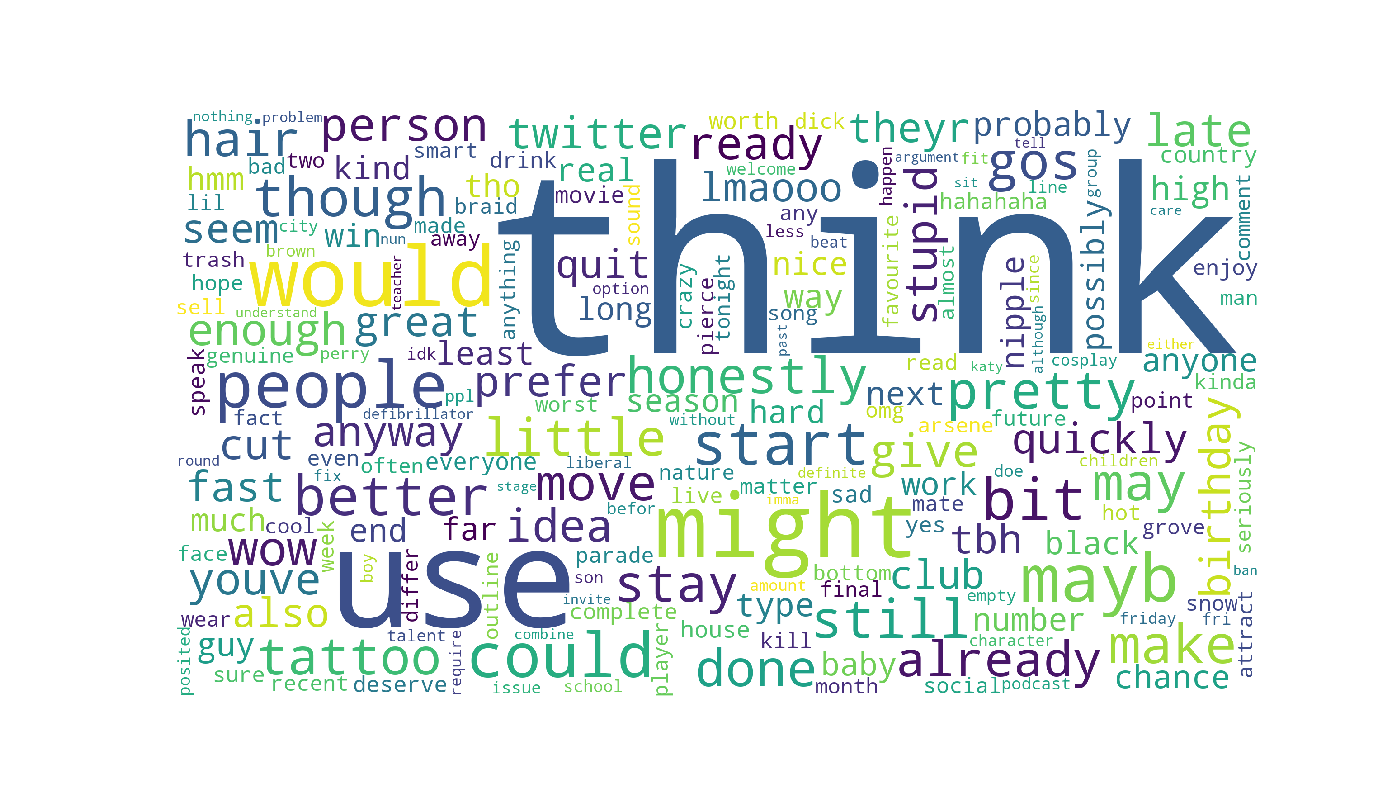 nothing problem
hair person twitter worth dick theyr probably late
ready
hmm bad two kind smart drink real welcome argument fit tell gos country
lil though tho movie lmaooo happen sit line group high
braid sound any hahahaha care
seem city win nun made away think less stupid possibly comment
trash brown would anything quit beat nice favourite almost nipple since enjoy
hope teacher option crazy pierce tonight way
sell understand long song man
enough great past although either
genuine perry idk least read katy cosplay anyone
speak people ppl prefer honestly next pretty kinda
fact defibrillator worst season hard omg arsene future point
cut anyway little without start give quickly birthday
round even often everyone liberal nature definite doe children seriously
fast fix stage move live matter imma sad work bit may hot
better befor might mate
much cool end far idea yes tbh black grove
wow week
face boy differ outline parade bottom club mayb ban
youve use son stay amount final empty
wear also invite complete type still number friday snow fri attract
guy tattoo talent require combine could player house kill character make
posited sure recent deserve issue school done baby already chance
month social podcast